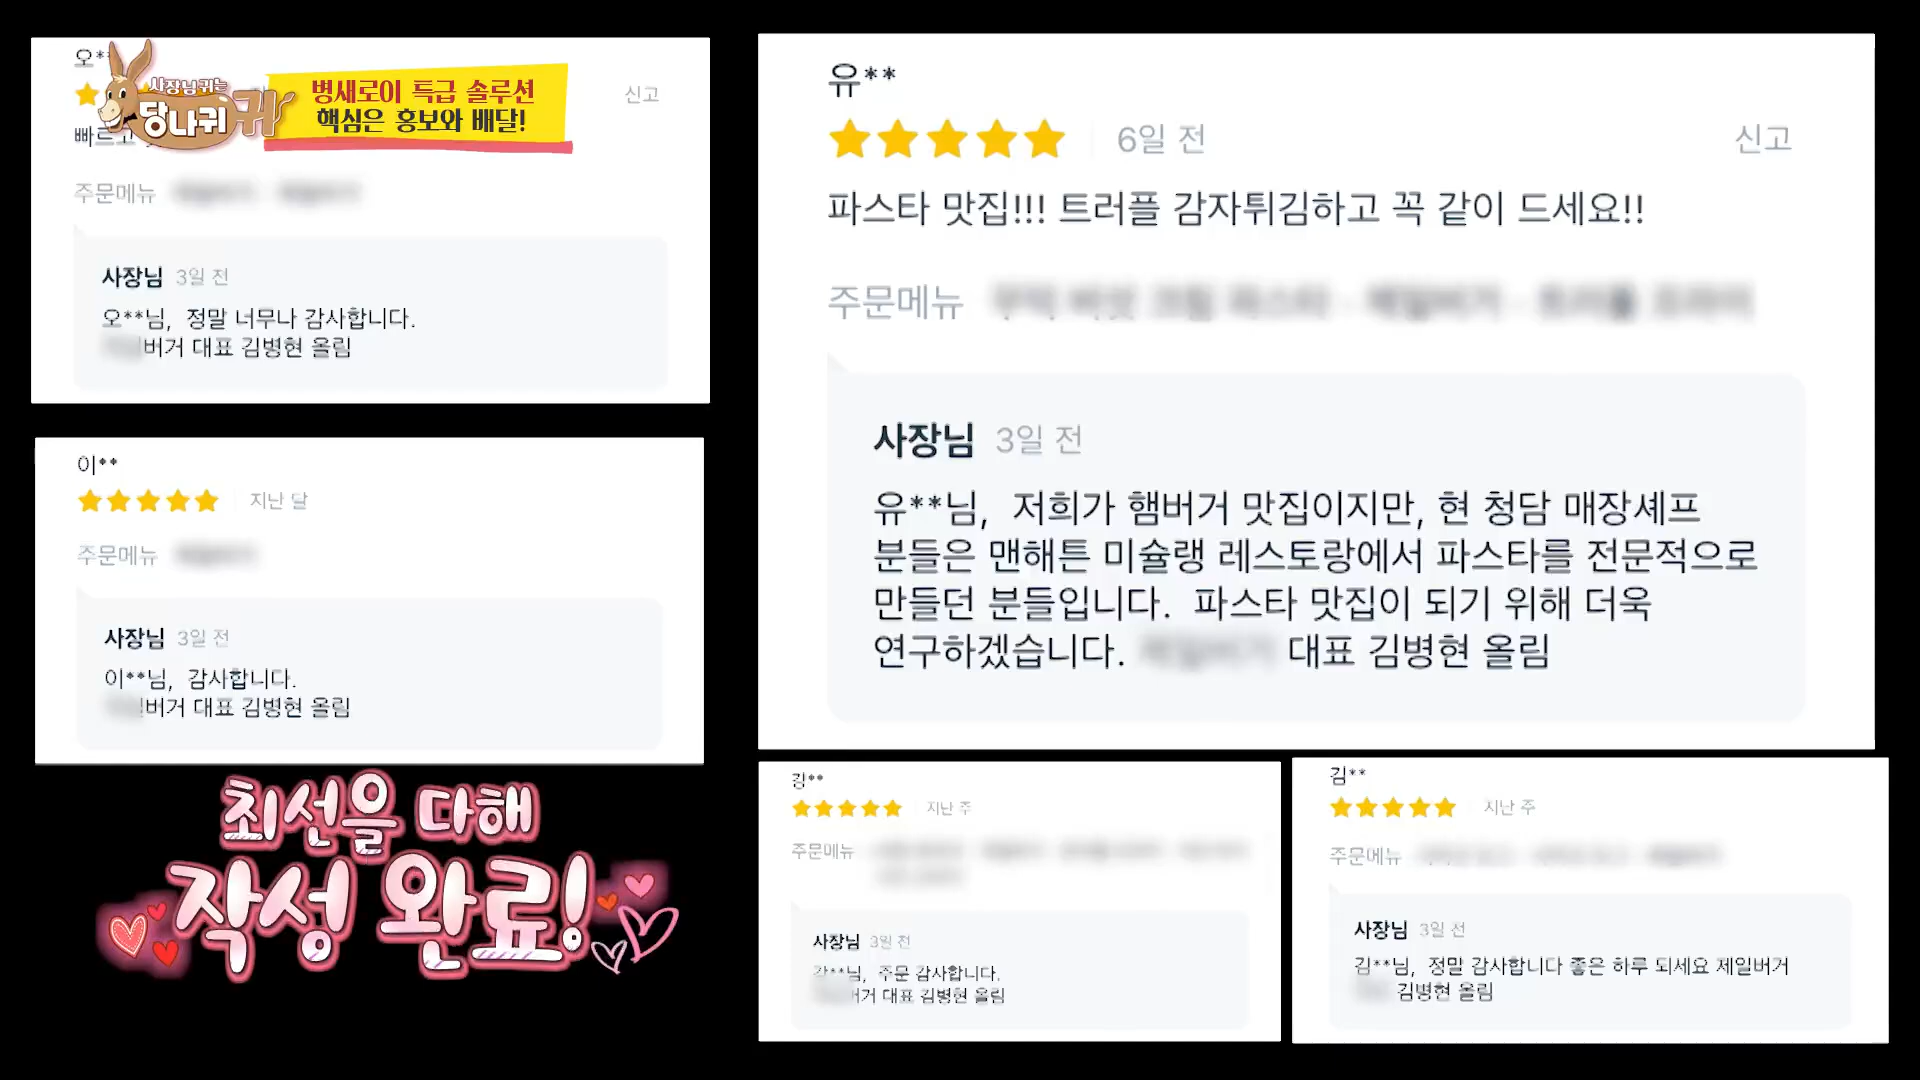 오**
사장님 귀는
당나귀 귀
병새로이 특급 솔루션
핵심은 홍보와 배달!
신고
빠르고
주문메뉴
사장님 3일 전
오**님, 정말 너무나 감사합니다.
버거 대표 김병현 올림
이**
지난 달
주문메뉴
사장님 3일 전
이**님, 감사합니다.
버거 대표 김병현 올림
최선을 다해
작성 완료!
유**
6일 전
신고
파스타 맛집!!! 트러플 감자튀김하고 꼭 같이 드세요!!
주문메뉴
사장님 3일 전
유**님, 저희가 햄버거 맛집이지만, 현 청담 매장셰프
분들은 맨해튼 미슐랭 레스토랑에서 파스타를 전문적으로
만들던 분들입니다. 파스타 맛집이 되기 위해 더욱
연구하겠습니다. 대표 김병현 올림
강**
지난 주
주문메뉴
사장님 3일 전
강**님, 주문 감사합니다.
버거 대표 김병현 올림
김**
지난 주
주문메뉴
사장님 3일 전
김**님, 정말 감사합니다 좋은 하루 되세요 제일버거
김병현 올림